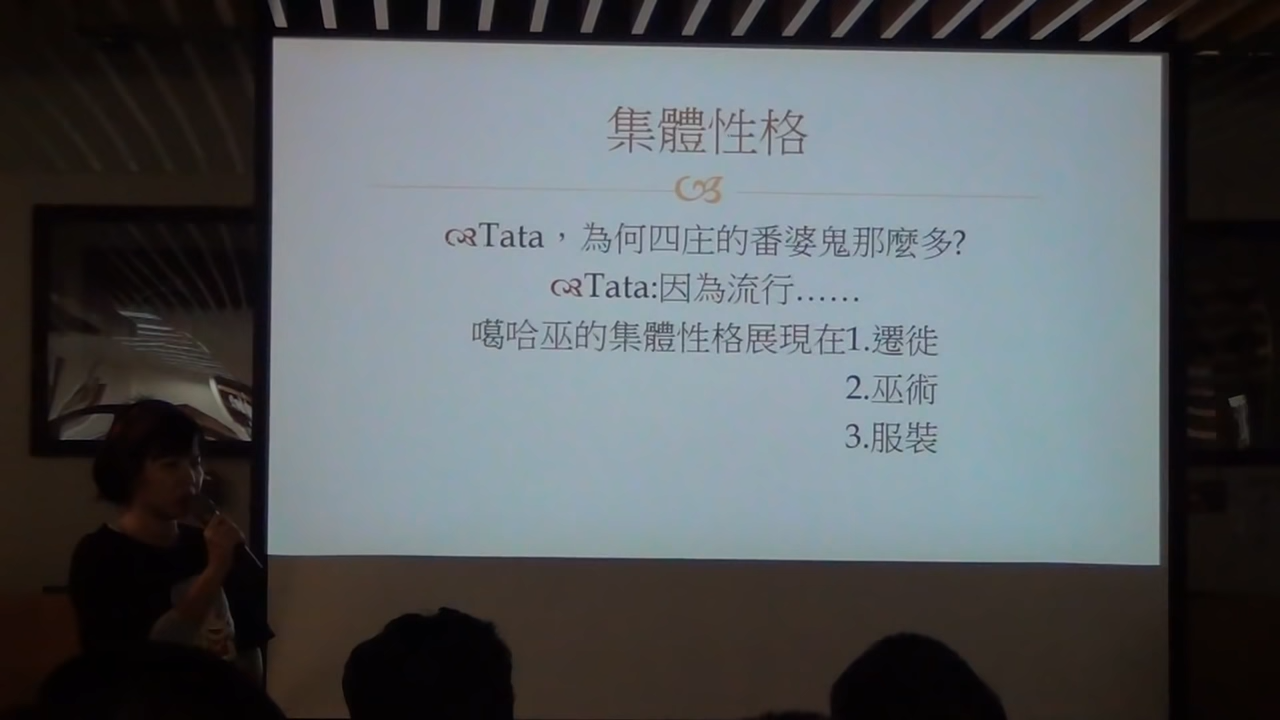 集體性格
Tata，為何四庄的番婆鬼那麼多?
Tata:因為流行……
噶哈巫的集體性格展現在1.遷徙
2.巫術
3.服裝